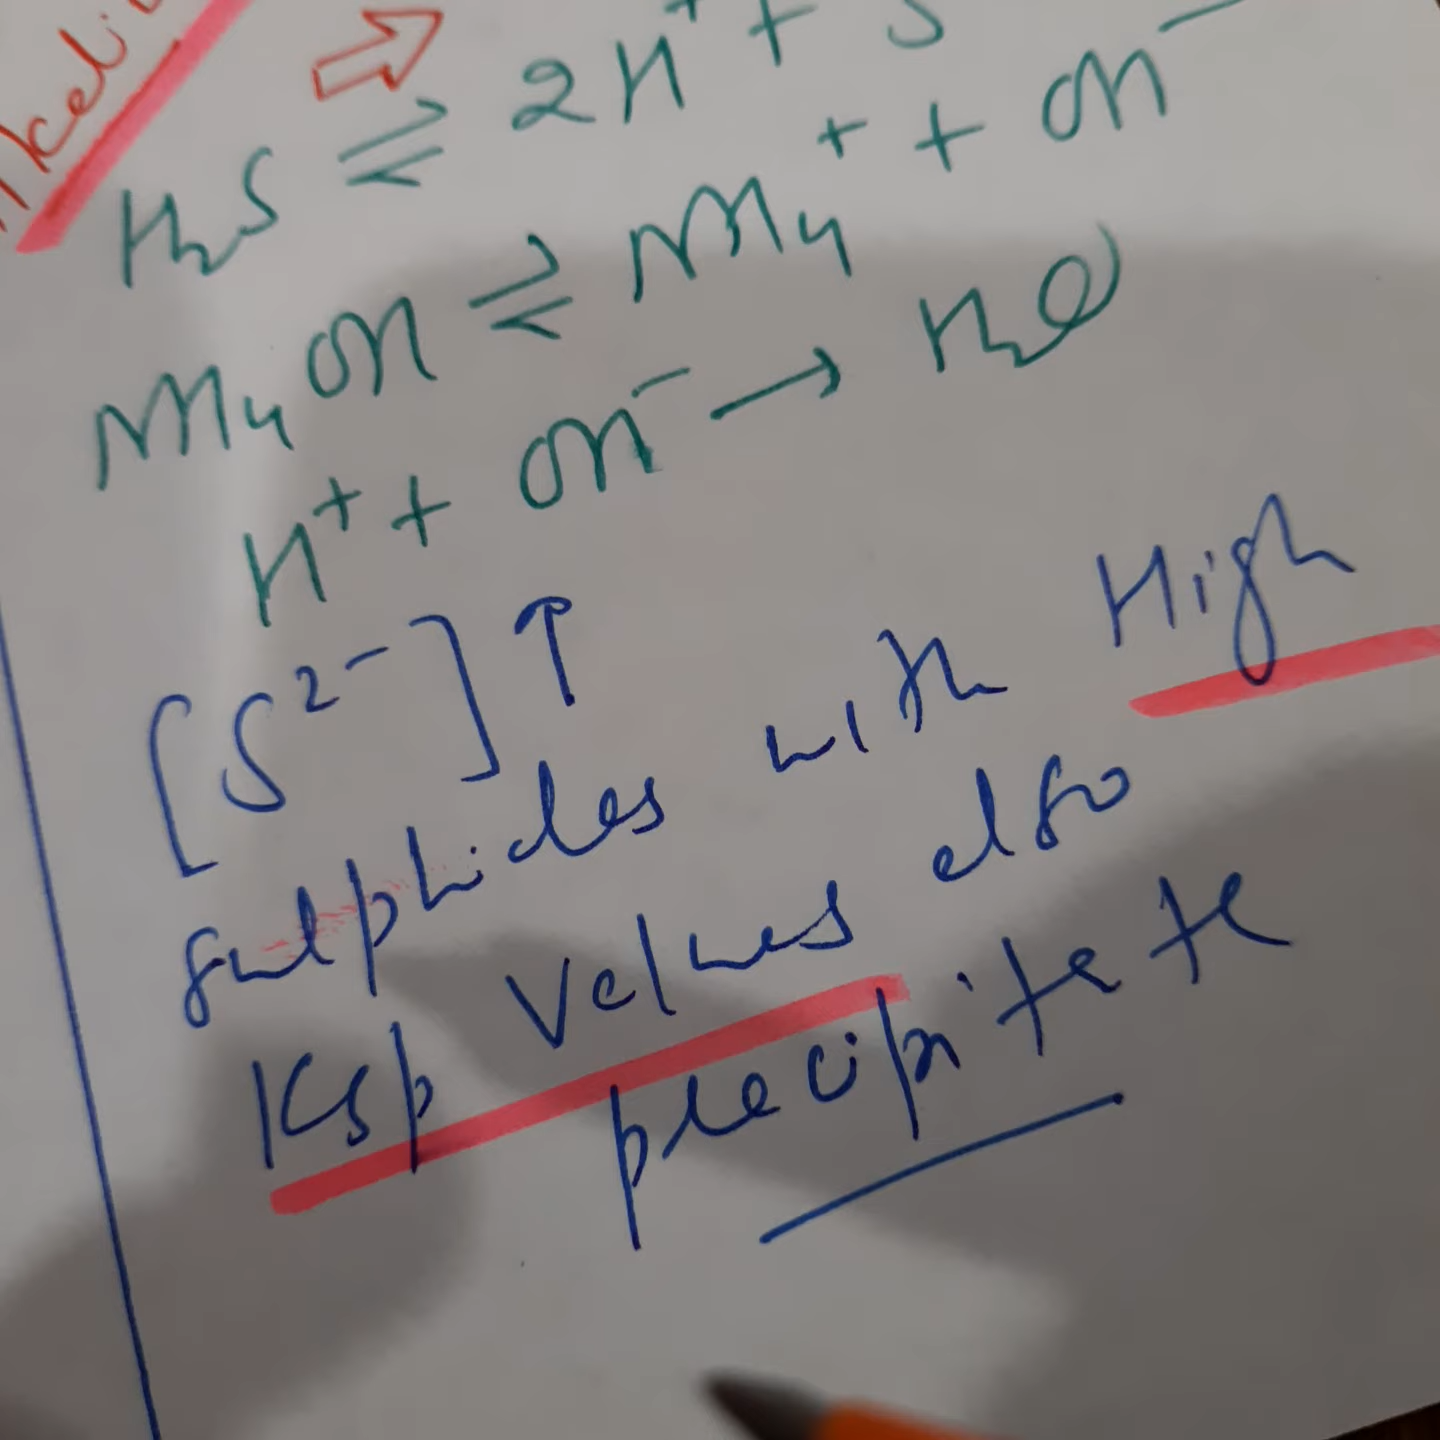 H₂S ⇌ 2H⁺ + S
NH₄OH ⇌ NH₄⁺ + OH⁻
H⁺ + OH⁻ → H₂O
[S²⁻] ↑
sulphides with High
Ksp Values also
precipitate